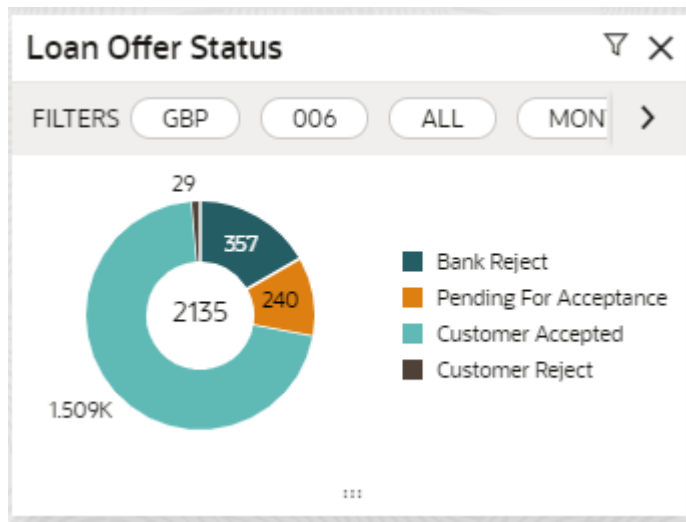 Loan Offer Status
FILTERS GBP 006 ALL MON
29
357
240
2135
1.509K
Bank Reject
Pending For Acceptance
Customer Accepted
Customer Reject